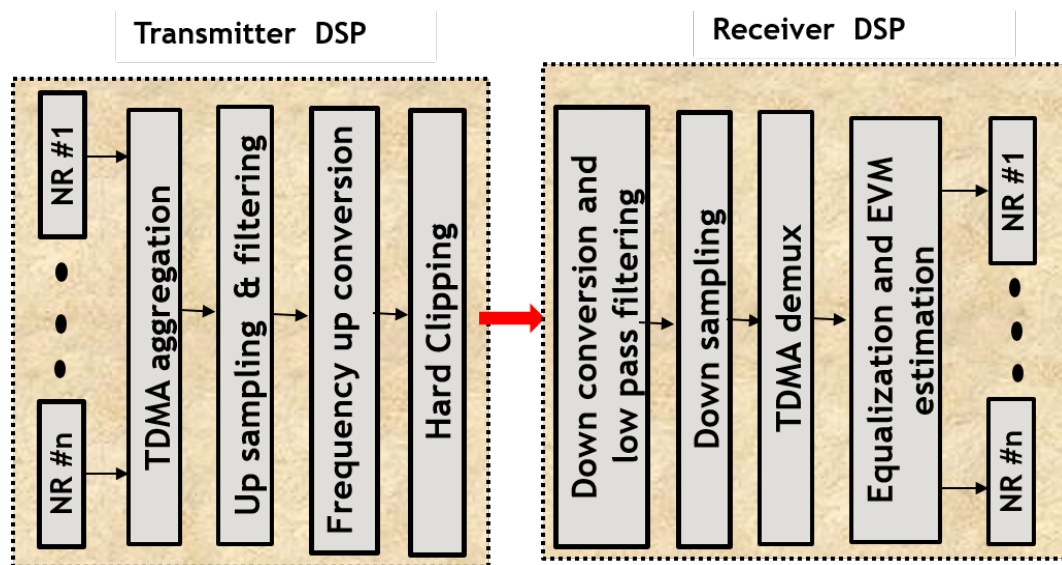 Transmitter DSP
Receiver DSP
NR #1
NR #n
TDMA aggregation
Up sampling & filtering
Frequency up conversion
Hard Clipping
Down conversion and
low pass filtering
Down sampling
TDMA demux
Equalization and EVM
estimation
NR #1
NR #n